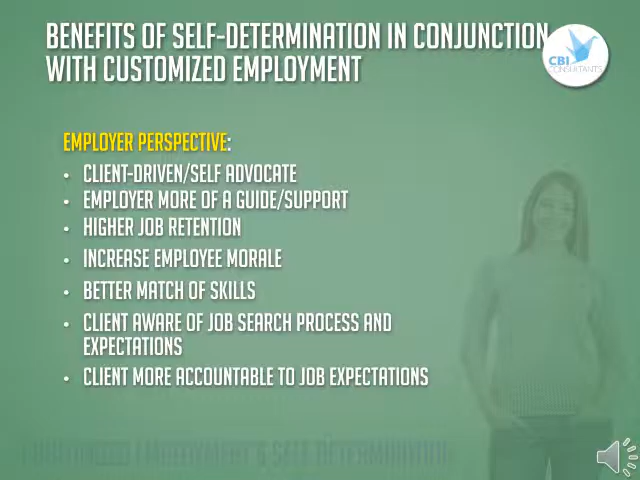 BENEFITS OF SELF-DETERMINATION IN CONJUNCTION
WITH CUSTOMIZED EMPLOYMENT
CBI
CONSULTANTS
EMPLOYER PERSPECTIVE:
• CLIENT-DRIVEN/SELF ADVOCATE
• EMPLOYER MORE OF A GUIDE/SUPPORT
• HIGHER JOB RETENTION
• INCREASE EMPLOYEE MORALE
• BETTER MATCH OF SKILLS
• CLIENT AWARE OF JOB SEARCH PROCESS AND
EXPECTATIONS
• CLIENT MORE ACCOUNTABLE TO JOB EXPECTATIONS
CUSTOMIZED EMPLOYMENT & SELF DETERMINATION